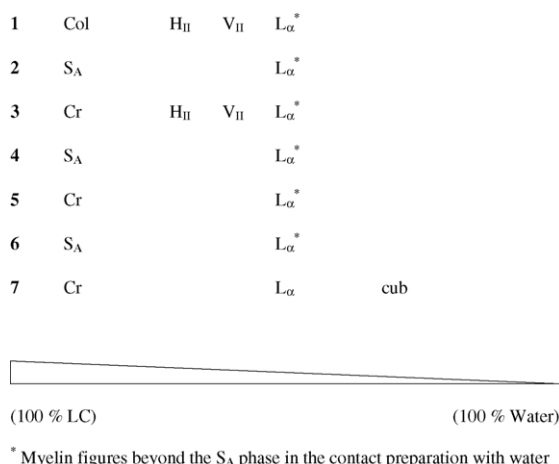 1 Col H_II V_II L_α*
2 S_A L_α*
3 Cr H_II V_II L_α*
4 S_A L_α*
5 Cr L_α*
6 S_A L_α*
7 Cr L_α cub
(100 % LC) (100 % Water)
* Myelin figures beyond the S_A phase in the contact preparation with water